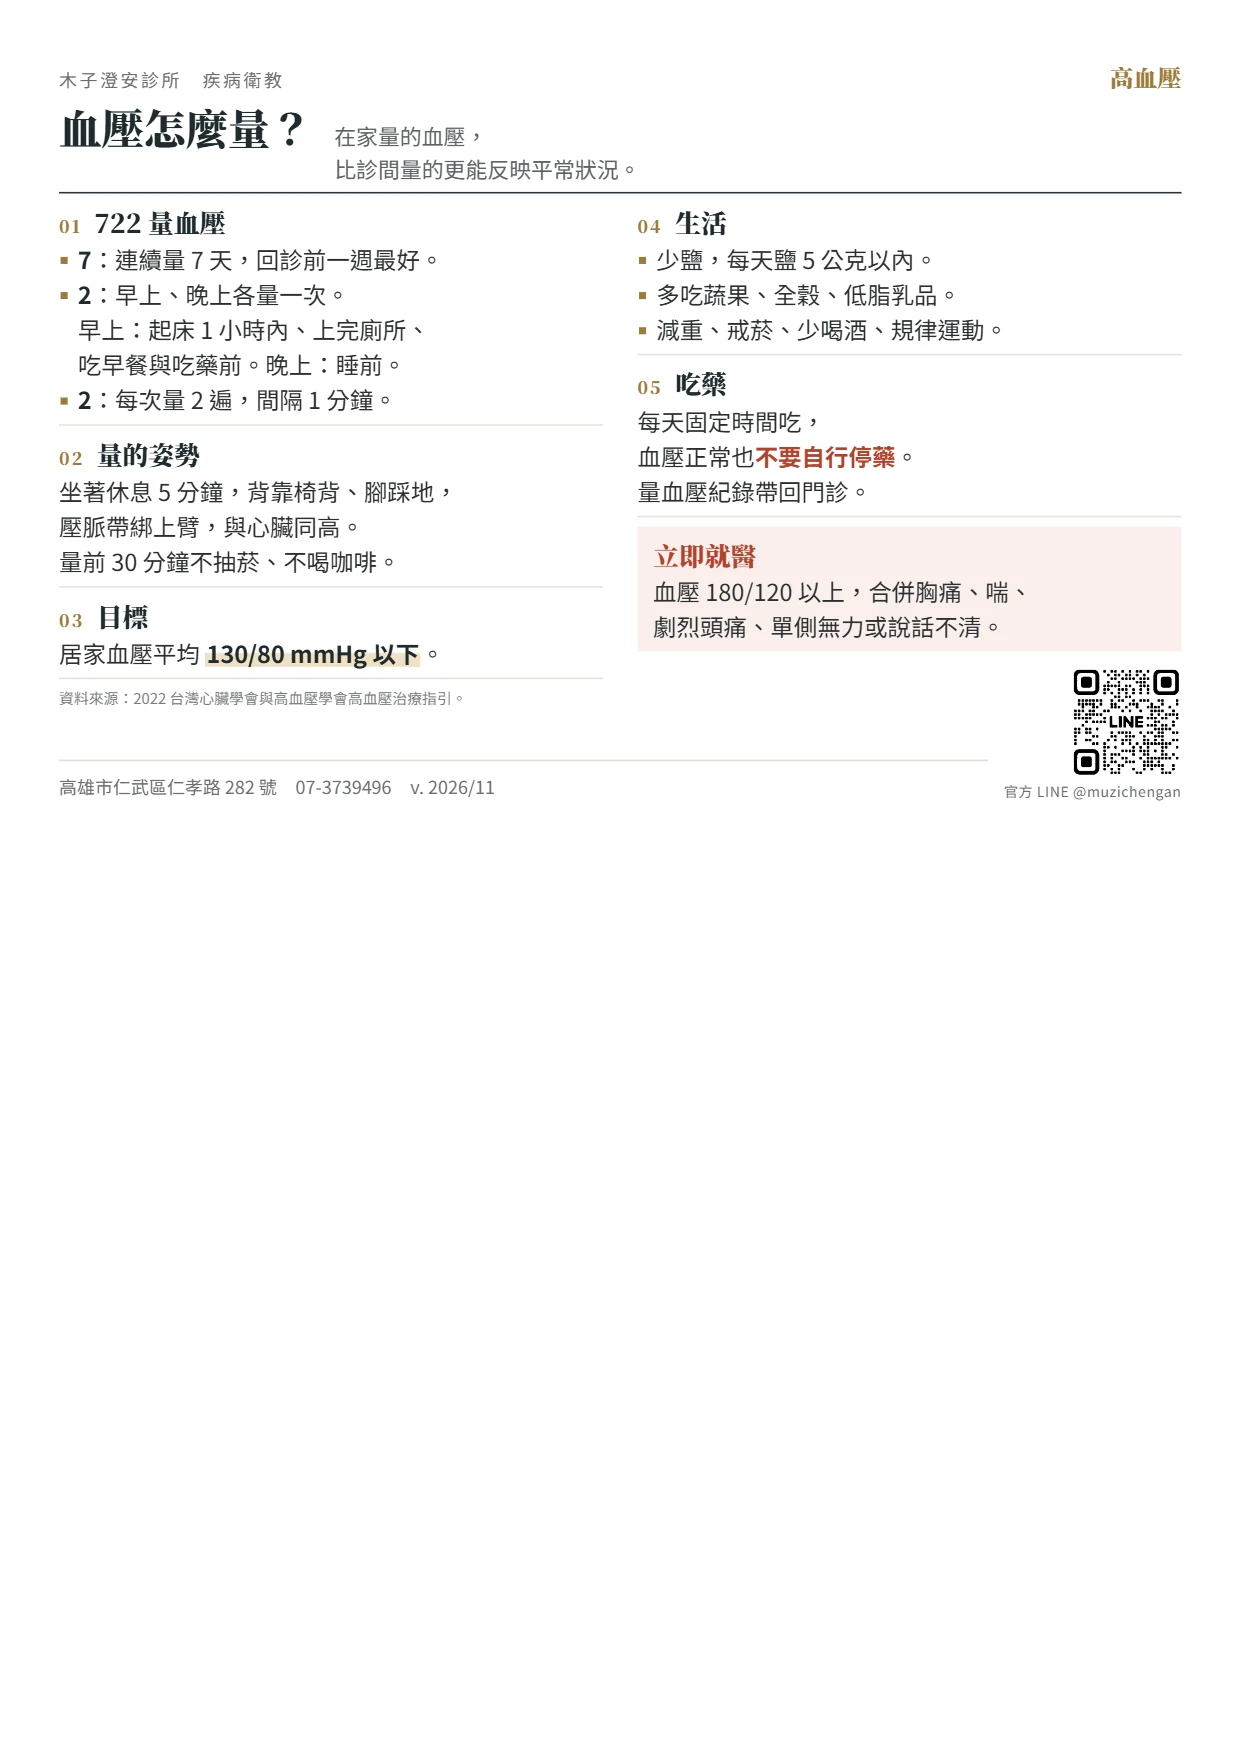 木子澄安診所　疾病衛教
高血壓
血壓怎麼量？
在家量的血壓，
比診間量的更能反映平常狀況。
01 722 量血壓
7：連續量 7 天，回診前一週最好。
2：早上、晚上各量一次。
早上：起床 1 小時內、上完廁所、
吃早餐與吃藥前。晚上：睡前。
2：每次量 2 遍，間隔 1 分鐘。
02 量的姿勢
坐著休息 5 分鐘，背靠椅背、腳踩地，
壓脈帶綁上臂，與心臟同高。
量前 30 分鐘不抽菸、不喝咖啡。
03 目標
居家血壓平均 130/80 mmHg 以下。
資料來源：2022 台灣心臟學會與高血壓學會高血壓治療指引。
04 生活
少鹽，每天鹽 5 公克以內。
多吃蔬果、全穀、低脂乳品。
減重、戒菸、少喝酒、規律運動。
05 吃藥
每天固定時間吃，
血壓正常也不要自行停藥。
量血壓紀錄帶回門診。
立即就醫
血壓 180/120 以上，合併胸痛、喘、
劇烈頭痛、單側無力或說話不清。
LINE
高雄市仁武區仁孝路 282 號　07-3739496　v. 2026/11
官方 LINE @muzichengan